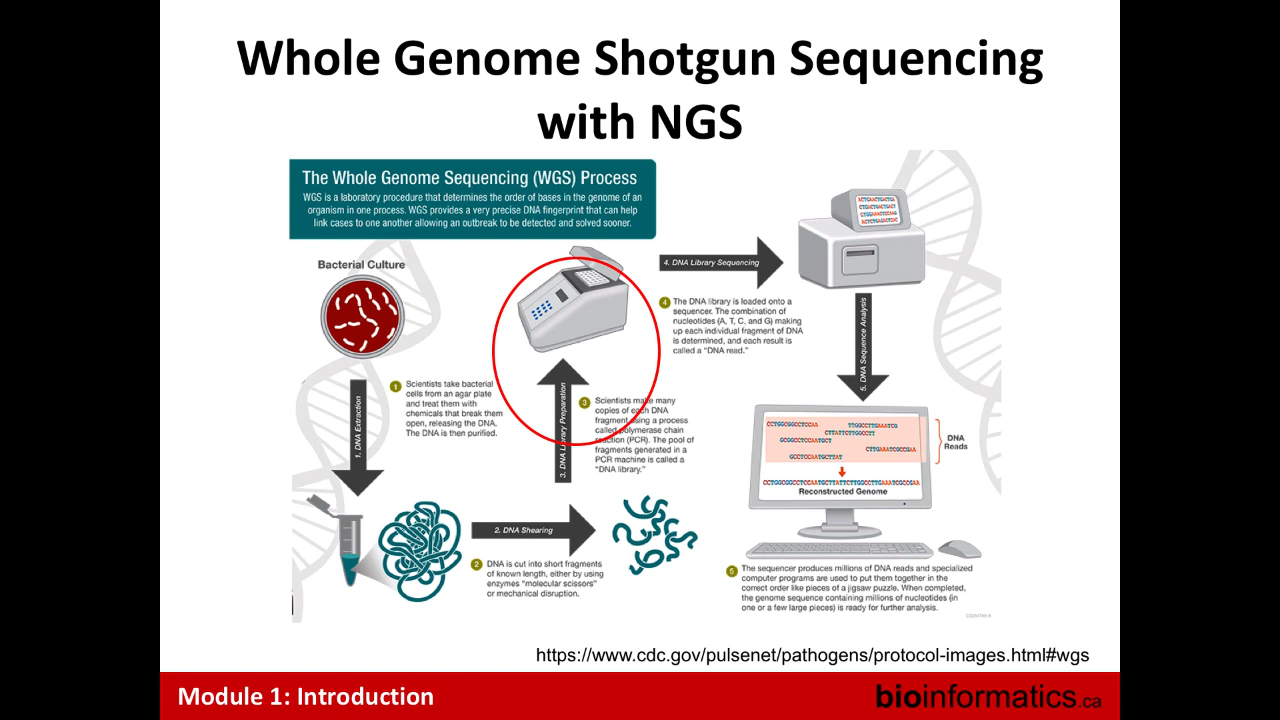 Whole Genome Shotgun Sequencing
with NGS
The Whole Genome Sequencing (WGS) Process
WGS is a laboratory procedure that determines the order of bases in the genome of an
organism in one process. WGS provides a very precise DNA fingerprint that can help
link cases to one another allowing an outbreak to be detected and solved sooner.
Bacterial Culture
1. DNA Extraction
1
Scientists take bacterial
cells from an agar plate
and treat them with
chemicals that break them
open, releasing the DNA.
The DNA is then purified.
2. DNA Shearing
2
DNA is cut into short fragments
of known length, either by using
enzymes “molecular scissors”
or mechanical disruption.
3. DNA Library Preparation
3
Scientists make many
copies of each DNA
fragment using a process
called polymerase chain
reaction (PCR). The pool of
fragments generated in a
PCR machine is called a
“DNA library.”
4. DNA Library Sequencing
4
The DNA library is loaded onto a
sequencer. The combination of
nucleotides (A, T, C, and G) making
up each individual fragment of DNA
is determined, and each result is
called a “DNA read.”
5. DNA Sequence Analysis
CCTGGCGGCCTCCAA
TTGGCCTTGAAATCG
CTTATTCTTGGCCTT
GCGGCCTCCAATGCT
CTTGAAATCGCCGAA
GCCTCCAATGCTTAT
CCTGGCGGCCTCCAATGCTTATTCTTGGCCTTGAAATCGCCGAA
Reconstructed Genome
DNA
Reads
5
The sequencer produces millions of DNA reads and specialized
computer programs are used to put them together in the
correct order like pieces of a jigsaw puzzle. When completed,
the genome sequence containing millions of nucleotides (in
one or a few large pieces) is ready for further analysis.
https://www.cdc.gov/pulsenet/pathogens/protocol-images.html#wgs
Module 1: Introduction
bioinformatics.ca